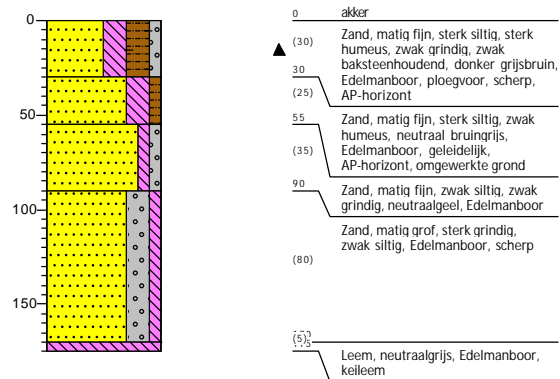 0
50
100
150
0 akker
(30) Zand, matig fijn, sterk siltig, sterk
humeus, zwak grindig, zwak
baksteenhoudend, donker grijsbruin,
30 Edelmanboor, ploegvoor, scherp,
(25) AP-horizont
55 Zand, matig fijn, sterk siltig, zwak
humeus, neutraal bruingrijs,
(35) Edelmanboor, geleidelijk,
AP-horizont, omgewerkte grond
90 Zand, matig fijn, zwak siltig, zwak
grindig, neutraalgeel, Edelmanboor
Zand, matig grof, sterk grindig,
zwak siltig, Edelmanboor, scherp
(80)
(5)
Leem, neutraalgrijs, Edelmanboor,
keileem